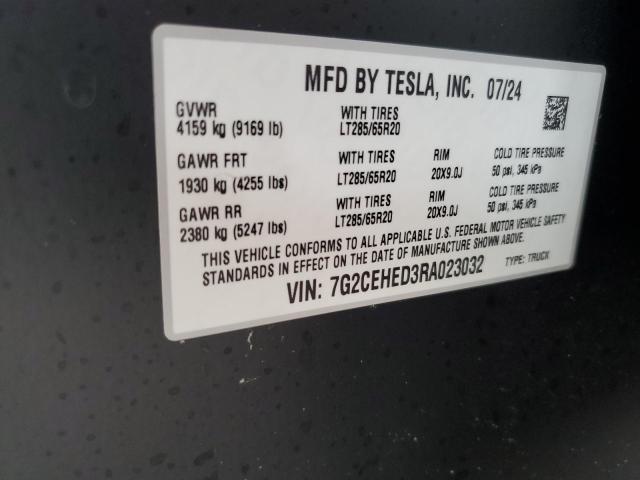 MFD BY TESLA, INC. 07/24
GVWR WITH TIRES
4159 kg (9169 lb) LT285/65R20
GAWR FRT WITH TIRES RIM COLD TIRE PRESSURE
1930 kg (4255 lbs) LT285/65R20 20X9.0J 50 psi, 345 kPa
GAWR RR WITH TIRES RIM COLD TIRE PRESSURE
2380 kg (5247 lbs) LT285/65R20 20X9.0J 50 psi, 345 kPa
THIS VEHICLE CONFORMS TO ALL APPLICABLE U.S. FEDERAL MOTOR VEHICLE SAFETY
STANDARDS IN EFFECT ON THE DATE OF MANUFACTURE SHOWN ABOVE.
VIN: 7G2CEHED3RA023032 TYPE: TRUCK